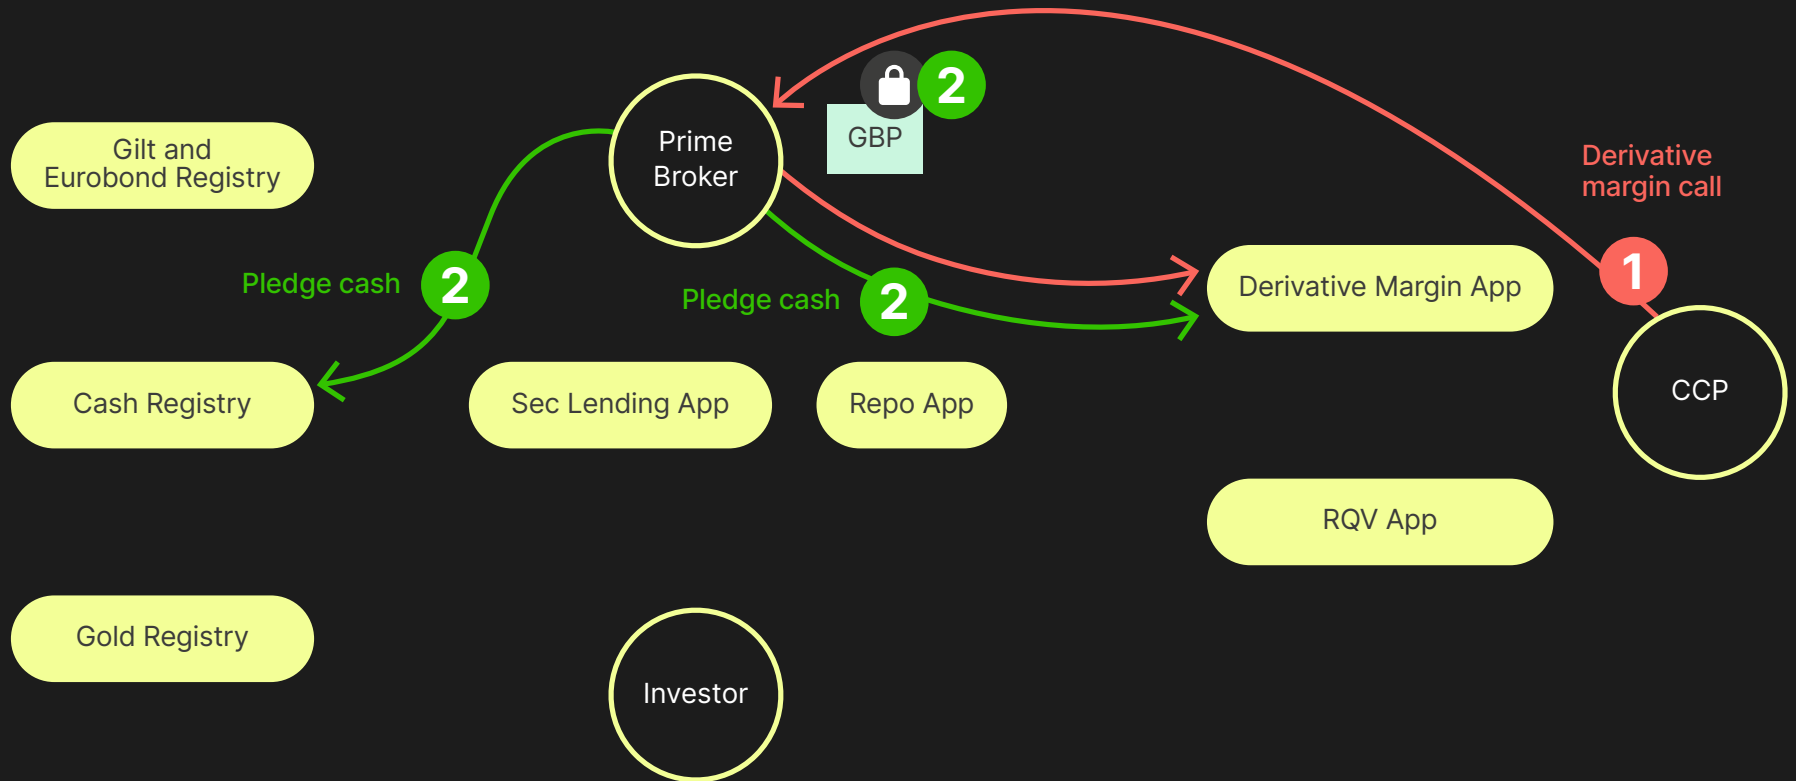 2
GBP
Prime
Broker
Gilt and
Eurobond Registry
Derivative
margin call
Pledge cash
2
Pledge cash
2
Derivative Margin App
1
Cash Registry
Sec Lending App
Repo App
CCP
RQV App
Gold Registry
Investor